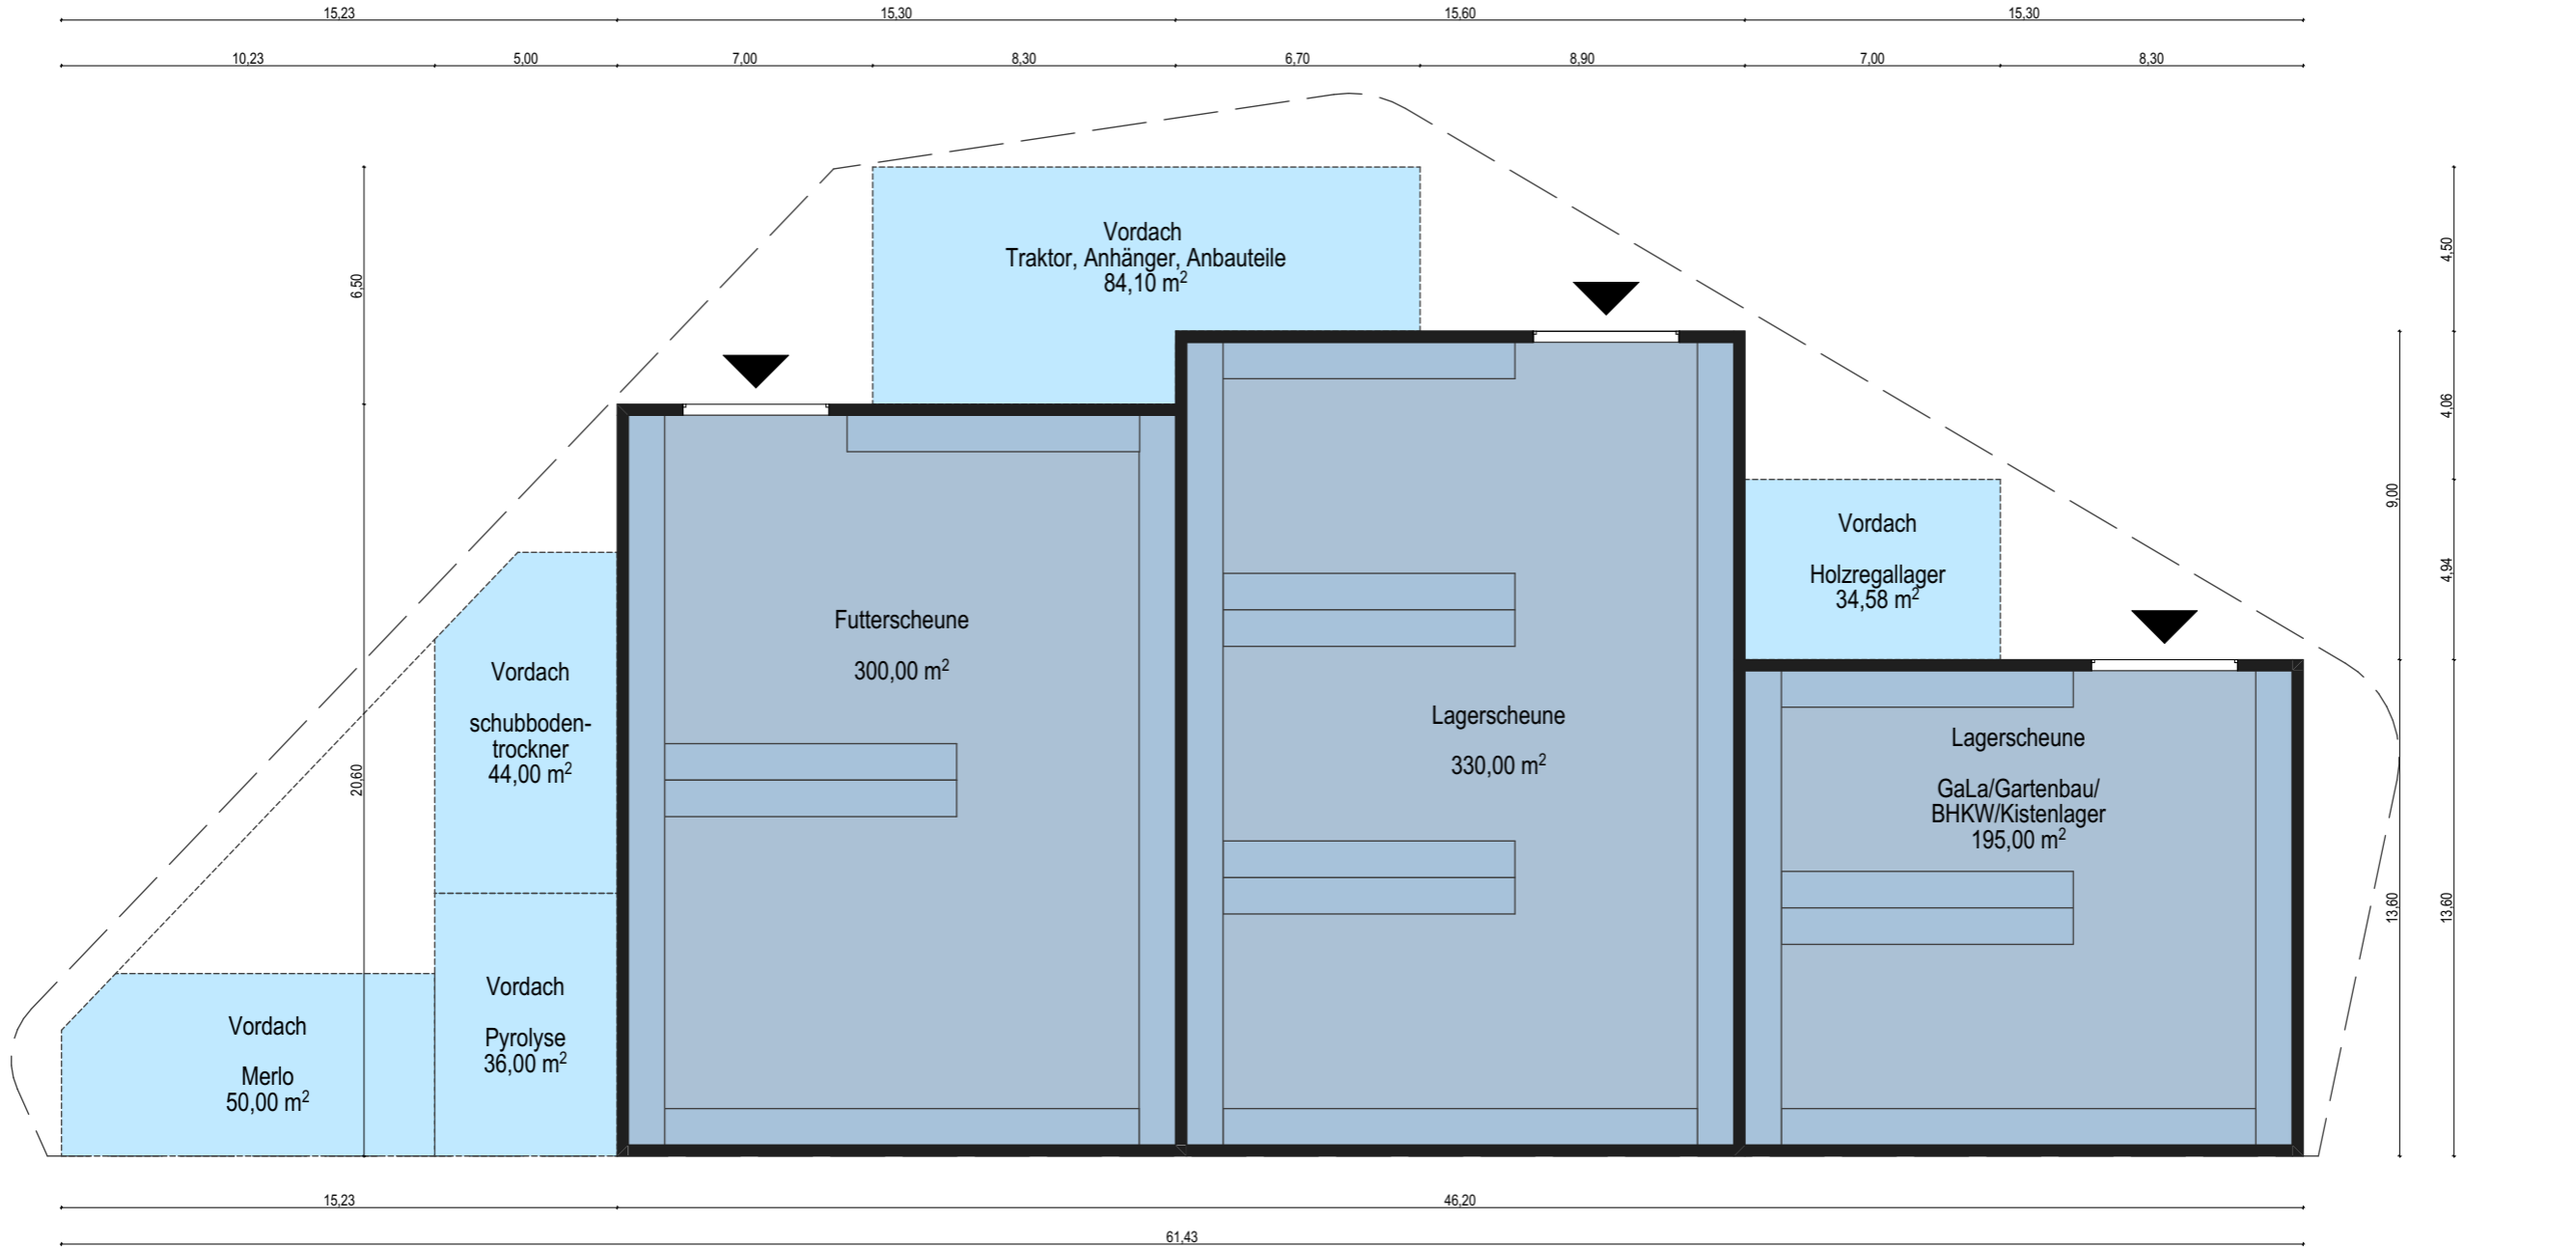 15,23
15,30
15,60
15,30
10,23
5,00
7,00
8,30
6,70
8,90
7,00
8,30
Vordach
Traktor, Anhänger, Anbauteile
84,10 m²
6,50
4,50
4,06
9,00
4,94
Vordach
Holzregallager
34,58 m²
Futterscheune
300,00 m²
Vordach
schubboden-
trockner
44,00 m²
20,60
Lagerscheune
330,00 m²
Lagerscheune
GaLa/Gartenbau/
BHKW/Kistenlager
195,00 m²
13,60
13,60
Vordach
Pyrolyse
36,00 m²
Vordach
Merlo
50,00 m²
15,23
46,20
61,43